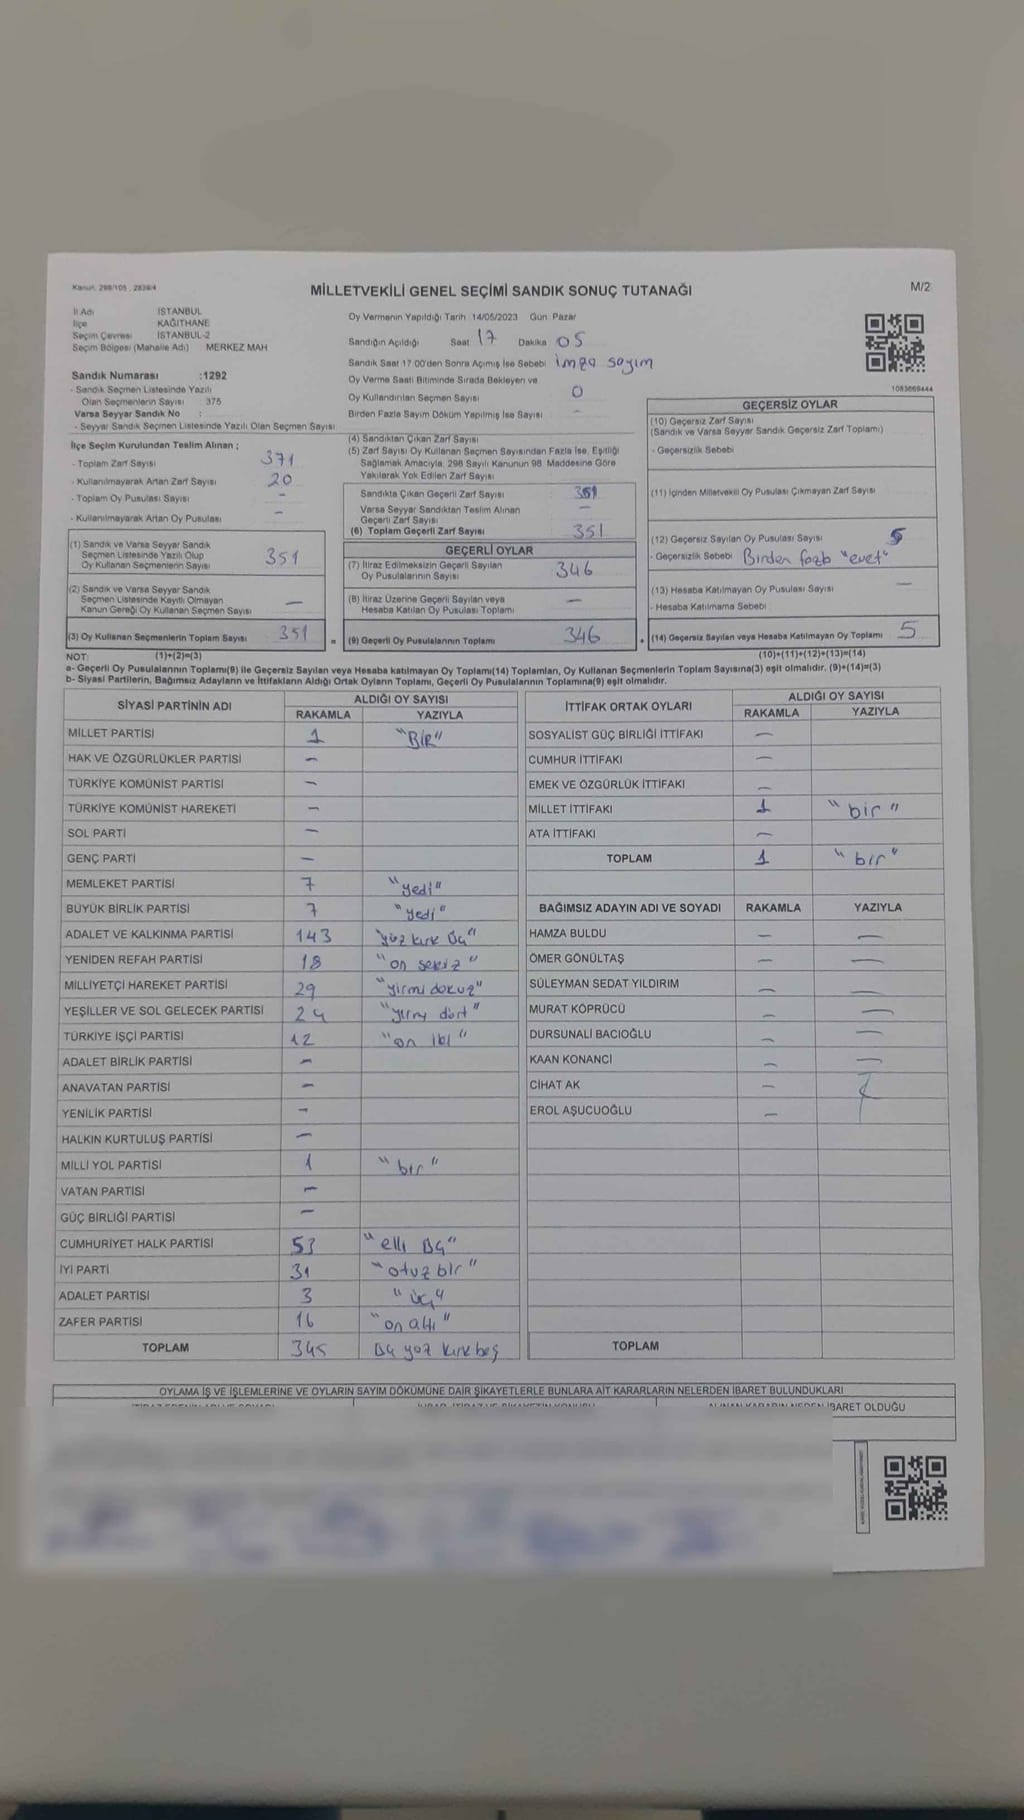 Kanun: 298/105 , 2839/4
MİLLETVEKİLİ GENEL SEÇİMİ SANDIK SONUÇ TUTANAĞI
M/2
İl Adı İSTANBUL
İlçe KAĞITHANE
Seçim Çevresi İSTANBUL-2
Seçim Bölgesi (Mahalle Adı) MERKEZ MAH
Sandık Numarası :1292
- Sandık Seçmen Listesinde Yazılı
Olan Seçmenlerin Sayısı : 375
Varsa Seyyar Sandık No :
- Seyyar Sandık Seçmen Listesinde Yazılı Olan Seçmen Sayısı
Oy Vermenin Yapıldığı Tarih 14/05/2023 Gün: Pazar
Sandığın Açıldığı Saat 17 Dakika 05
Sandık Saat 17:00'den Sonra Açımış İse Sebebi imza sayım
Oy Verme Saati Bitiminde Sırada Bekleyen ve
Oy Kullandırılan Seçmen Sayısı 0
Birden Fazla Sayım Döküm Yapılmış İse Sayısı -
1083669444
İlçe Seçim Kurulundan Teslim Alınan ;
- Toplam Zarf Sayısı 371
- Kullanılmayarak Artan Zarf Sayısı 20
- Toplam Oy Pusulası Sayısı -
- Kullanılmayarak Artan Oy Pusulası -
(4) Sandıktan Çıkan Zarf Sayısı
(5) Zarf Sayısı Oy Kullanan Seçmen Sayısından Fazla İse, Eşitliği
Sağlamak Amacıyla, 298 Sayılı Kanunun 98. Maddesine Göre
Yakılarak Yok Edilen Zarf Sayısı
Sandıkta Çıkan Geçerli Zarf Sayısı 351
Varsa Seyyar Sandıktan Teslim Alınan
Geçerli Zarf Sayısı -
(6) Toplam Geçerli Zarf Sayısı 351
GEÇERSİZ OYLAR
(10) Geçersiz Zarf Sayısı
(Sandık ve Varsa Seyyar Sandık Geçersiz Zarf Toplamı)
- Geçersizlik Sebebi
(11) İçinden Milletvekili Oy Pusulası Çıkmayan Zarf Sayısı
(12) Geçersiz Sayılan Oy Pusulası Sayısı 5
- Geçersizlik Sebebi Birden fazla "evet"
(13) Hesaba Katılmayan Oy Pusulası Sayısı —
- Hesaba Katılmama Sebebi
(14) Geçersiz Sayılan veya Hesaba Katılmayan Oy Toplamı 5
(1) Sandık ve Varsa Seyyar Sandık
Seçmen Listesinde Yazılı Olup
Oy Kullanan Seçmenlerin Sayısı 351
(2) Sandık ve Varsa Seyyar Sandık
Seçmen Listesinde Kayıtlı Olmayan
Kanun Gereği Oy Kullanan Seçmen Sayısı —
(3) Oy Kullanan Seçmenlerin Toplam Sayısı 351 =
GEÇERLİ OYLAR
(7) İtiraz Edilmeksizin Geçerli Sayılan
Oy Pusulalarının Sayısı 346
(8) İtiraz Üzerine Geçerli Sayılan veya
Hesaba Katılan Oy Pusulası Toplamı —
(9) Geçerli Oy Pusulalarının Toplamı 346 +
NOT: (1)+(2)=(3) (10)+(11)+(12)+(13)=(14)
a- Geçerli Oy Pusulalarının Toplamı(9) ile Geçersiz Sayılan veya Hesaba katılmayan Oy Toplamı(14) Toplamları, Oy Kullanan Seçmenlerin Toplam Sayısına(3) eşit olmalıdır. (9)+(14)=(3)
b- Siyasi Partilerin, Bağımsız Adayların ve İttifakların Aldığı Ortak Oyların Toplamı, Geçerli Oy Pusulalarının Toplamına(9) eşit olmalıdır.
SİYASİ PARTİNİN ADI ALDIĞI OY SAYISI
RAKAMLA YAZIYLA
MİLLET PARTİSİ 1 "BİR"
HAK VE ÖZGÜRLÜKLER PARTİSİ -
TÜRKİYE KOMÜNİST PARTİSİ -
TÜRKİYE KOMÜNİST HAREKETİ -
SOL PARTİ -
GENÇ PARTİ -
MEMLEKET PARTİSİ 7 "yedi"
BÜYÜK BİRLİK PARTİSİ 7 "yedi"
ADALET VE KALKINMA PARTİSİ 143 "yüz kırk üç"
YENİDEN REFAH PARTİSİ 18 "on sekiz"
MİLLİYETÇİ HAREKET PARTİSİ 29 "yirmi dokuz"
YEŞİLLER VE SOL GELECEK PARTİSİ 24 "yirmi dört"
TÜRKİYE İŞÇİ PARTİSİ 12 "on iki"
ADALET BİRLİK PARTİSİ -
ANAVATAN PARTİSİ -
YENİLİK PARTİSİ -
HALKIN KURTULUŞ PARTİSİ -
MİLLİ YOL PARTİSİ 1 "bir"
VATAN PARTİSİ -
GÜÇ BİRLİĞİ PARTİSİ -
CUMHURİYET HALK PARTİSİ 53 "elli üç"
İYİ PARTİ 31 "otuz bir"
ADALET PARTİSİ 3 "üç"
ZAFER PARTİSİ 16 "on altı"
TOPLAM 345 üç yüz kırk beş
İTTİFAK ORTAK OYLARI ALDIĞI OY SAYISI
RAKAMLA YAZIYLA
SOSYALİST GÜÇ BİRLİĞİ İTTİFAKI —
CUMHUR İTTİFAKI —
EMEK VE ÖZGÜRLÜK İTTİFAKI —
MİLLET İTTİFAKI 1 "bir"
ATA İTTİFAKI —
TOPLAM 1 "bir"
BAĞIMSIZ ADAYIN ADI VE SOYADI RAKAMLA YAZIYLA
HAMZA BULDU — —
ÖMER GÖNÜLTAŞ — —
SÜLEYMAN SEDAT YILDIRIM — —
MURAT KÖPRÜCÜ — —
DURSUNALİ BACIOĞLU — —
KAAN KONANCİ — —
CİHAT AK —
EROL AŞUCUOĞLU —
TOPLAM
OYLAMA İŞ VE İŞLEMLERİNE VE OYLARIN SAYIM DÖKÜMÜNE DAİR ŞİKAYETLERLE BUNLARA AİT KARARLARIN NELERDEN İBARET BULUNDUKLARI
ALINAN KARARIN NEDEN İBARET OLDUĞU